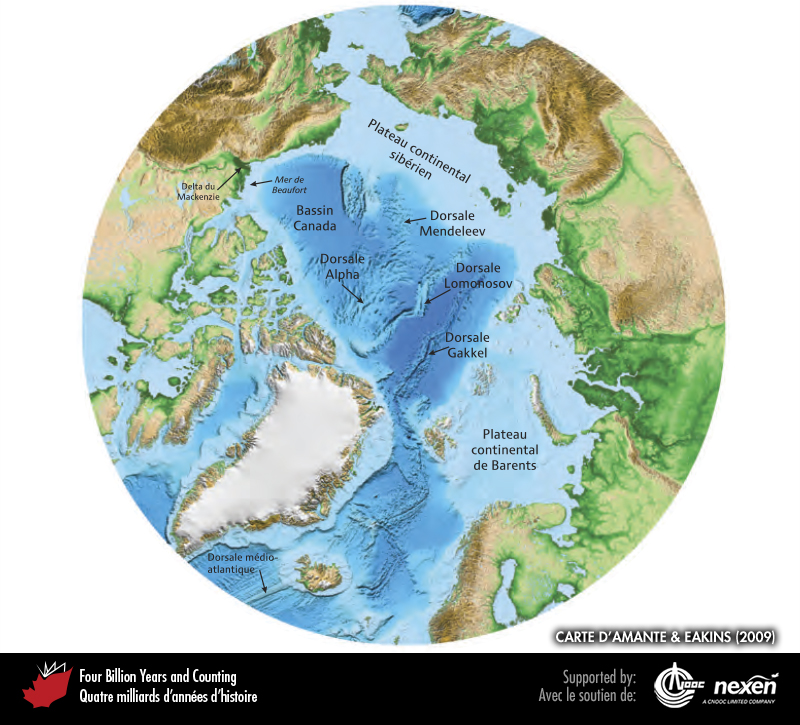 Plateau continental
sibérien
Delta du
Mackenzie
Mer de
Beaufort
Bassin
Canada
Dorsale
Mendeleev
Dorsale
Alpha
Dorsale
Lomonosov
Dorsale
Gakkel
Plateau
continental
de Barents
Dorsale médio-
atlantique
CARTE D'AMANTE & EAKINS (2009)
Four Billion Years and Counting
Quatre milliards d'années d'histoire
Supported by:
Avec le soutien de:
CNOOC
nexen
A CNOOC LIMITED COMPANY